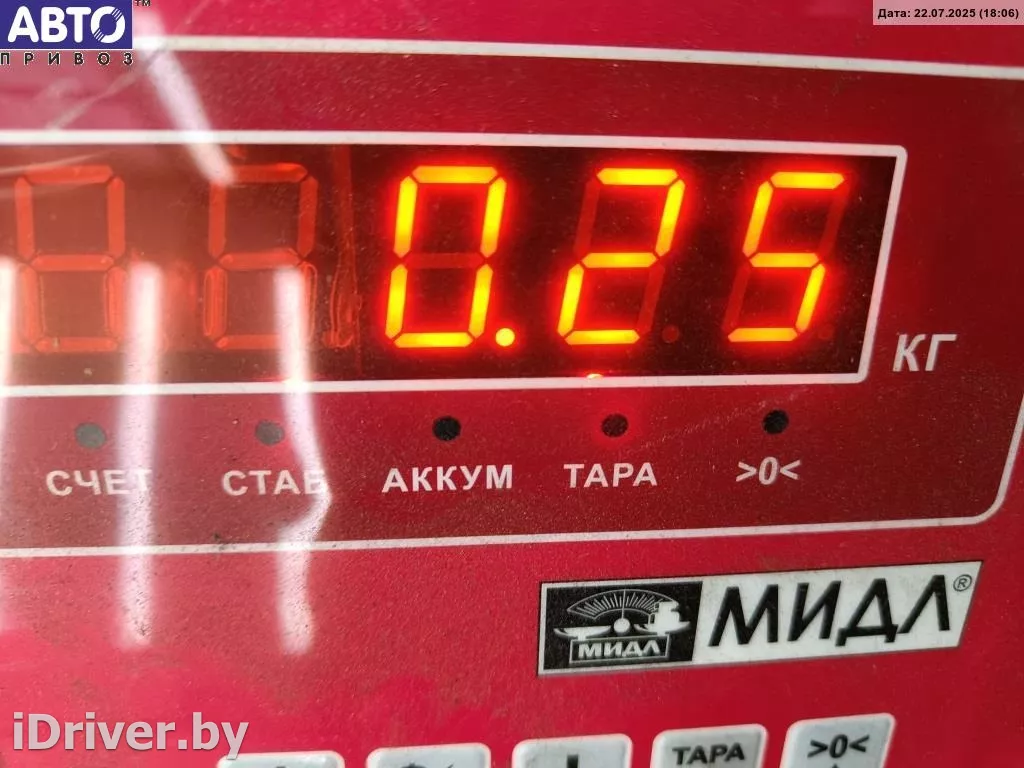 АВТО™
ПРИВОЗ
Дата: 22.07.2025 (18:06)
0.25
КГ
СЧЕТ СТАБ АККУМ ТАРА >0<
МИДЛ МИДЛ®
iDriver.by
ТАРА >0<